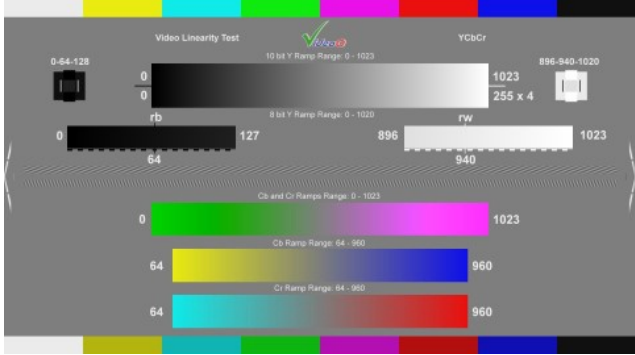 Video Linearity Test
VideoQ
YCbCr
10 bit Y Ramp Range: 0 - 1023
0-64-128
896-940-1020
0
1023
0
255 x 4
8 bit Y Ramp Range: 0 - 1020
rb
rw
0
127
896
1023
64
940
Cb and Cr Ramps Range: 0 - 1023
0
1023
Cb Ramp Range: 64 - 960
64
960
Cr Ramp Range: 64 - 960
64
960